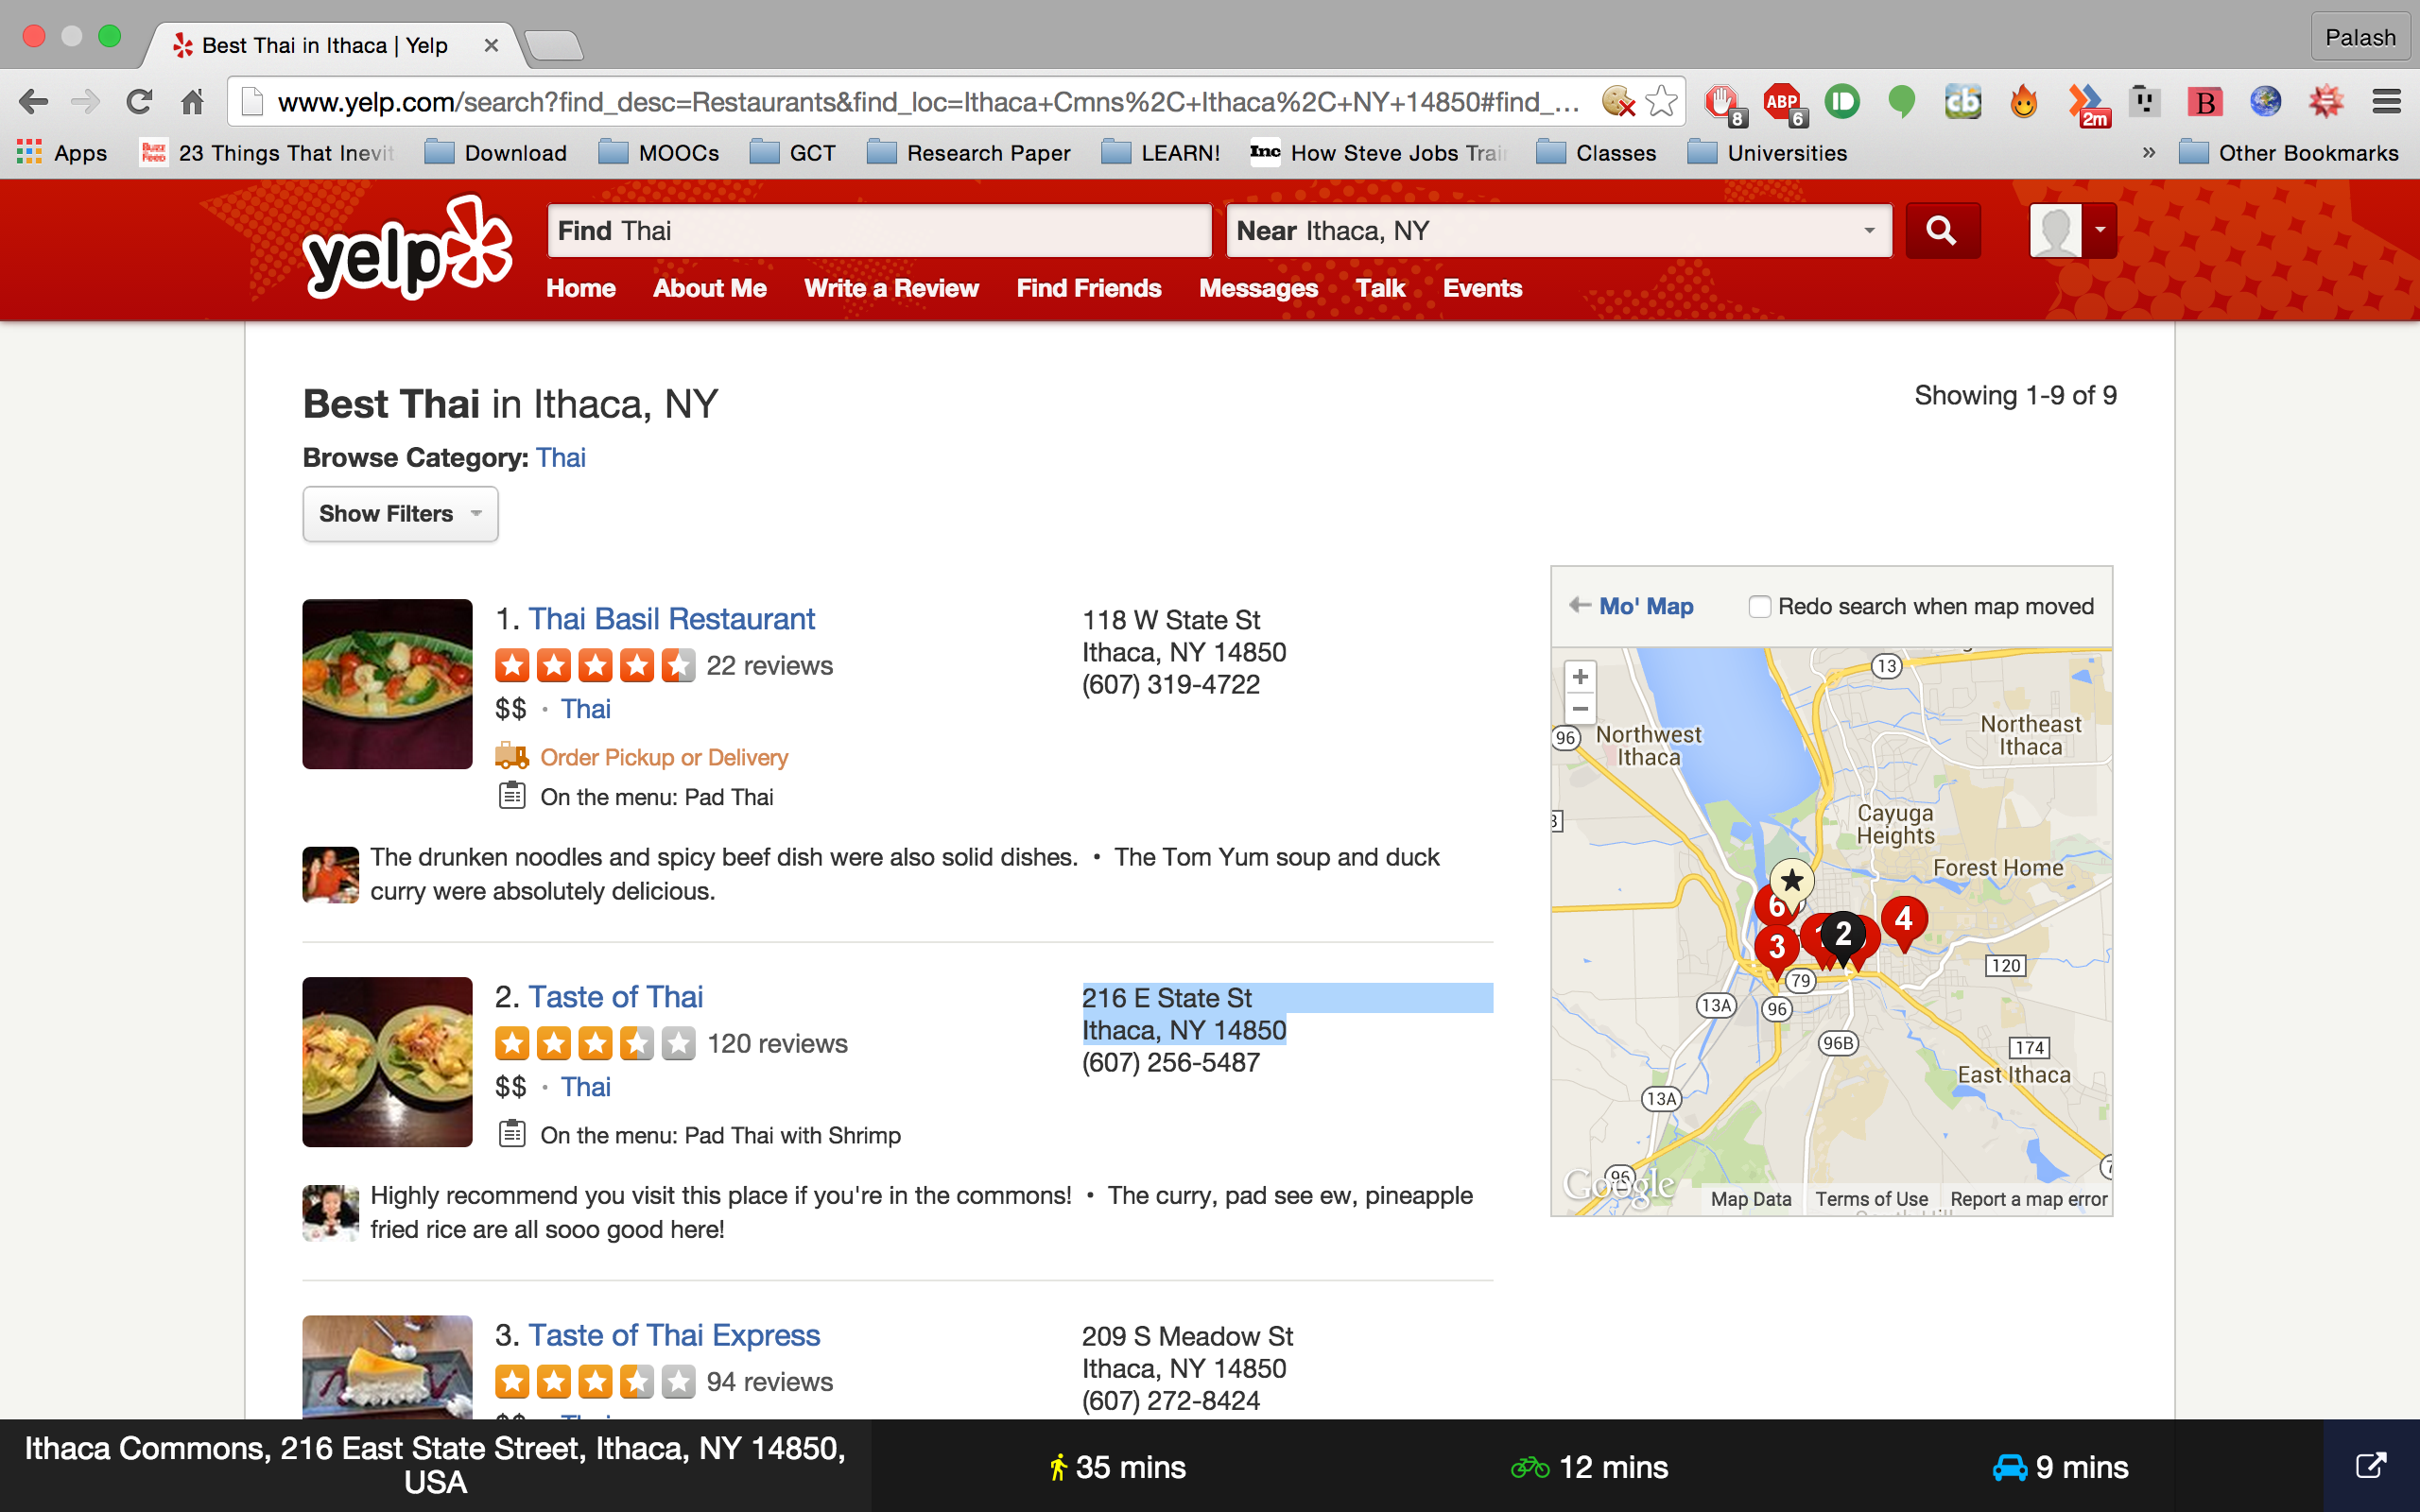 Best Thai in Ithaca | Yelp
Palash
www.yelp.com/search?find_desc=Restaurants&find_loc=Ithaca+Cmns%2C+Ithaca%2C+NY+14850#find_...
8
ABP
6
cb
2m
B
Apps
Buzz Feed
23 Things That Inevit
Download
MOOCs
GCT
Research Paper
LEARN!
Inc
How Steve Jobs Trai
Classes
Universities
»
Other Bookmarks
yelp
Find Thai
Near Ithaca, NY
Home
About Me
Write a Review
Find Friends
Messages
Talk
Events
Best Thai in Ithaca, NY
Showing 1-9 of 9
Browse Category: Thai
Show Filters
1. Thai Basil Restaurant
22 reviews
$$ · Thai
Order Pickup or Delivery
On the menu: Pad Thai
118 W State St
Ithaca, NY 14850
(607) 319-4722
The drunken noodles and spicy beef dish were also solid dishes. • The Tom Yum soup and duck
curry were absolutely delicious.
2. Taste of Thai
120 reviews
$$ · Thai
On the menu: Pad Thai with Shrimp
216 E State St
Ithaca, NY 14850
(607) 256-5487
Highly recommend you visit this place if you're in the commons! • The curry, pad see ew, pineapple
fried rice are all sooo good here!
3. Taste of Thai Express
94 reviews
209 S Meadow St
Ithaca, NY 14850
(607) 272-8424
Mo' Map
Redo search when map moved
+
−
13
96
Northwest
Ithaca
Northeast
Ithaca
Cayuga
Heights
Forest Home
6
4
3
1
2
79
120
13A
96
96B
174
East Ithaca
13A
96
Google
Map Data
Terms of Use
Report a map error
Ithaca Commons, 216 East State Street, Ithaca, NY 14850,
USA
35 mins
12 mins
9 mins